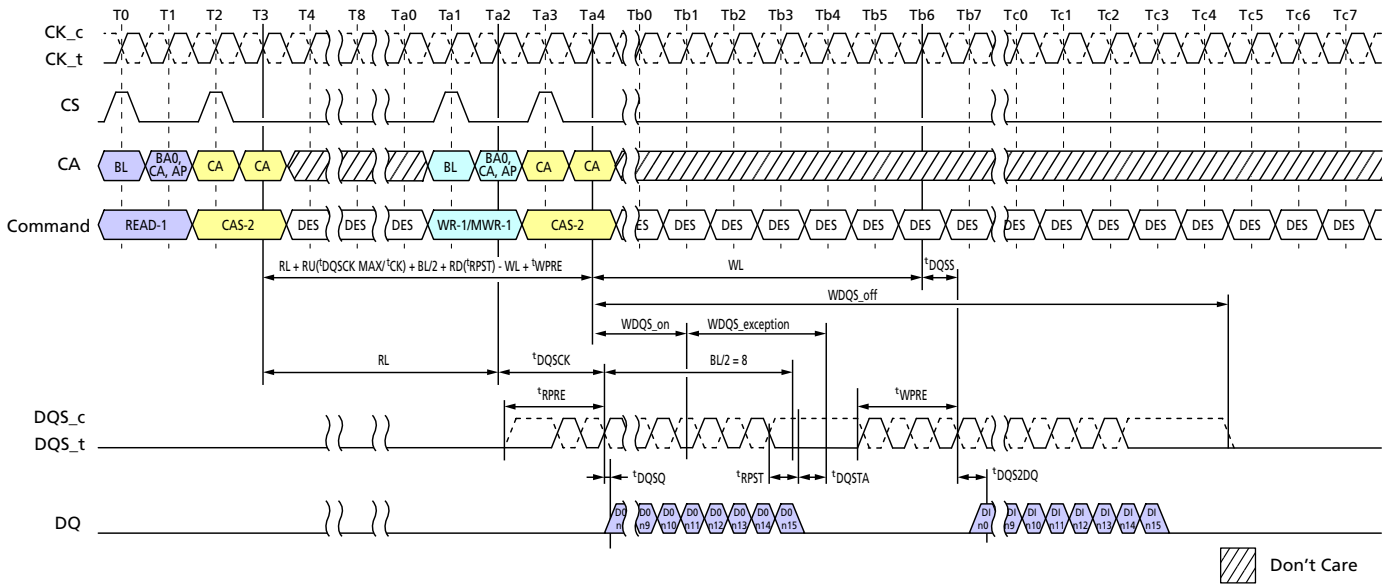 T0 T1 T2 T3 T4 T8 Ta0 Ta1 Ta2 Ta3 Ta4 Tb0 Tb1 Tb2 Tb3 Tb4 Tb5 Tb6 Tb7 Tc0 Tc1 Tc2 Tc3 Tc4 Tc5 Tc6 Tc7
CK_c
CK_t
CS
CA BL BA0, CA, AP CA CA BL BA0, CA, AP CA CA
Command READ-1 CAS-2 DES DES DES WR-1/MWR-1 CAS-2 DES DES DES DES DES DES DES DES DES DES DES DES DES DES DES DES
RL + RU(tDQSCK MAX/tCK) + BL/2 + RD(tRPST) - WL + tWPRE WL tDQSS
WDQS_off
WDQS_on WDQS_exception
RL tDQSCK BL/2 = 8
tRPRE tWPRE
DQS_c
DQS_t
tDQSQ tRPST tDQSTA tDQS2DQ
DQ D0 n0 D0 n9 D0 n10 D0 n11 D0 n12 D0 n13 D0 n14 D0 n15 DI n0 DI n9 DI n10 DI n11 DI n12 DI n13 DI n14 DI n15
Don't Care